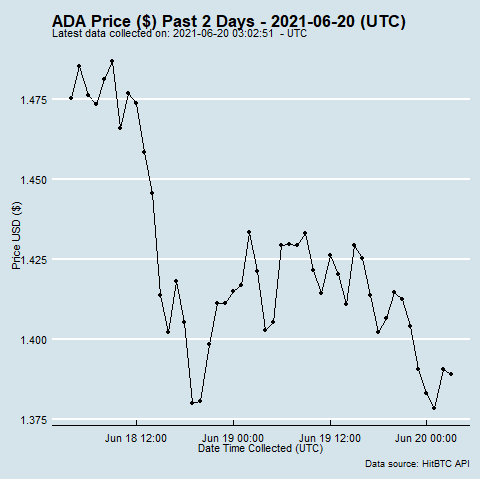 ADA Price ($) Past 2 Days - 2021-06-20 (UTC)
Latest data collected on: 2021-06-20 03:02:51 - UTC
1.475
1.450
1.425
1.400
1.375
Price USD ($)
Jun 18 12:00
Jun 19 00:00
Jun 19 12:00
Jun 20 00:00
Date Time Collected (UTC)
Data source: HitBTC API